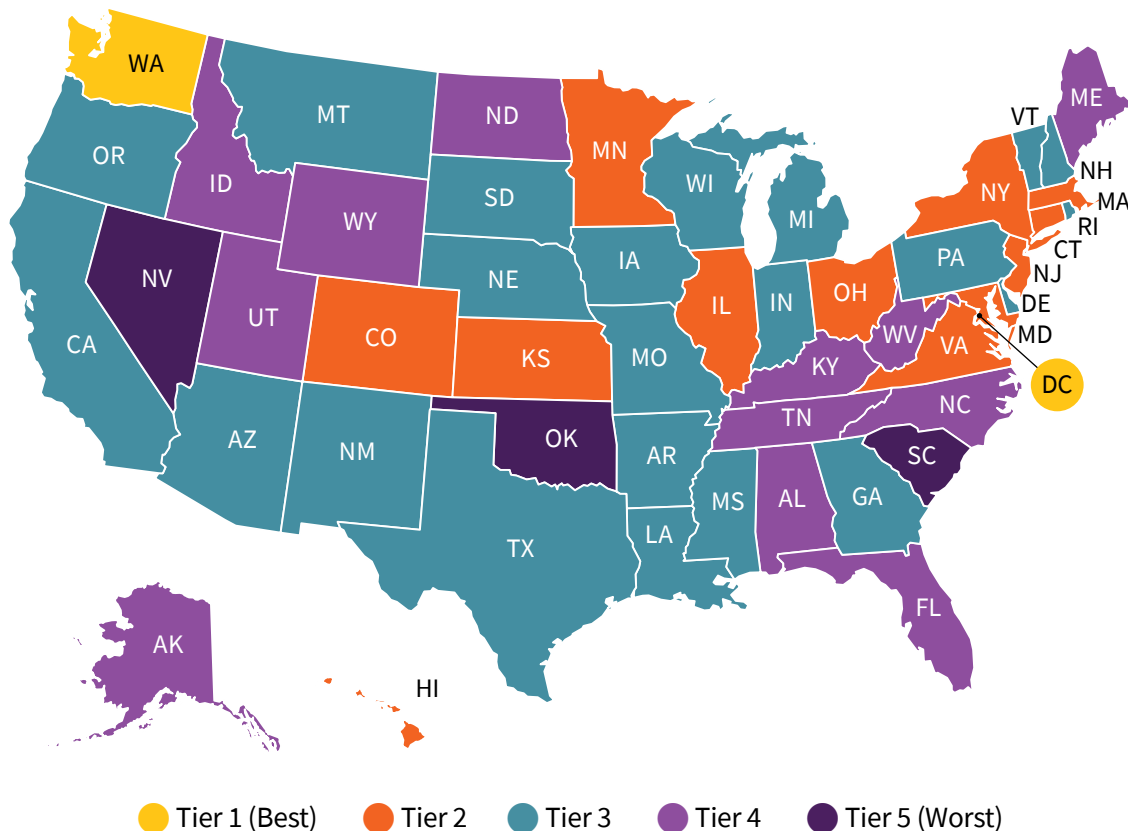 WA
MT
ND
MN
ME
VT
OR
ID
WY
SD
WI
MI
NY
NH
MA
RI
CT
NV
UT
CO
NE
IA
IL
IN
OH
PA
NJ
DE
MD
DC
CA
KS
MO
KY
WV
VA
AZ
NM
OK
AR
TN
NC
SC
TX
LA
MS
AL
GA
FL
AK
HI
Tier 1 (Best)
Tier 2
Tier 3
Tier 4
Tier 5 (Worst)